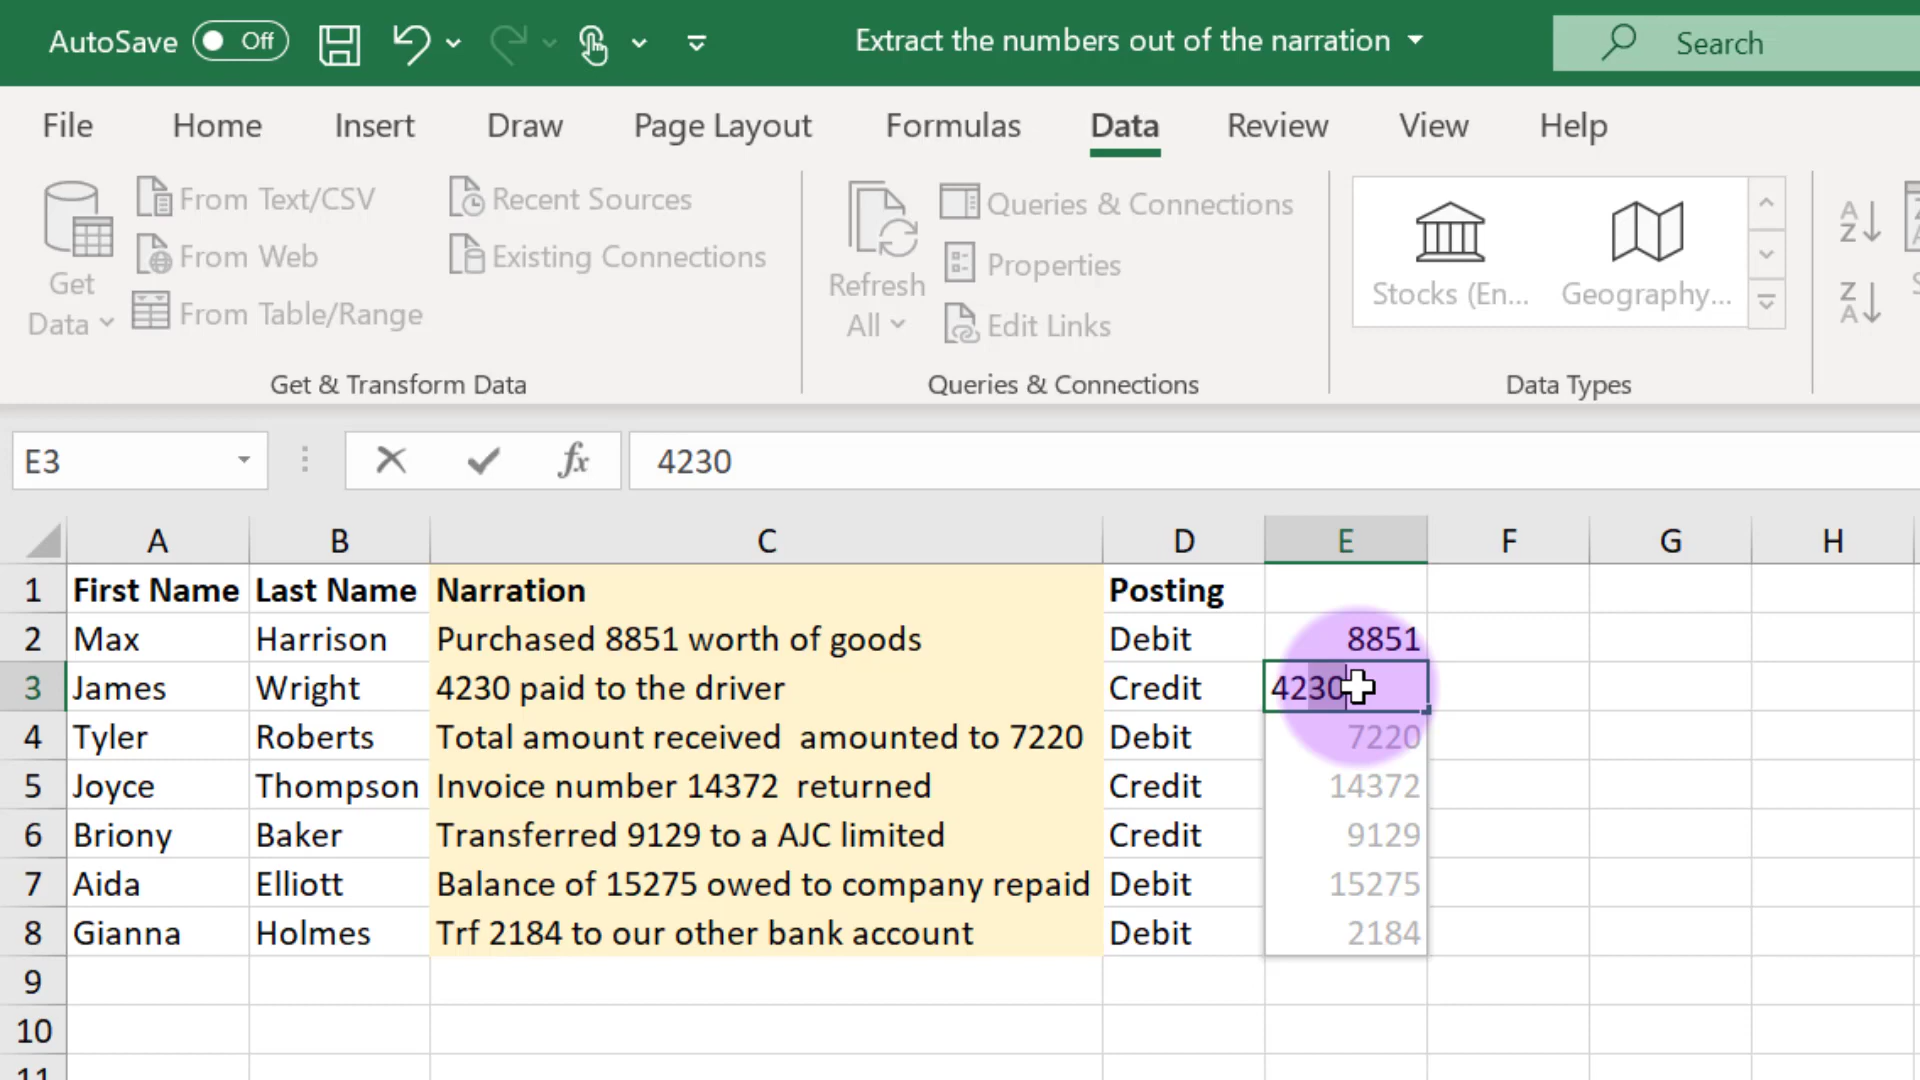 AutoSave Off Extract the numbers out of the narration Search
File Home Insert Draw Page Layout Formulas Data Review View Help
Get Data
From Text/CSV
From Web
From Table/Range
Recent Sources
Existing Connections
Get & Transform Data
Refresh All
Queries & Connections
Properties
Edit Links
Queries & Connections
Stocks (En... Geography...
Data Types
A Z
Z A
E3 fx 4230
A B C D E F G H
1 First Name Last Name Narration Posting
2 Max Harrison Purchased 8851 worth of goods Debit 8851
3 James Wright 4230 paid to the driver Credit 4230
4 Tyler Roberts Total amount received  amounted to 7220 Debit 7220
5 Joyce Thompson Invoice number 14372  returned Credit 14372
6 Briony Baker Transferred 9129 to a AJC limited Credit 9129
7 Aida Elliott Balance of 15275 owed to company repaid Debit 15275
8 Gianna Holmes Trf 2184 to our other bank account Debit 2184
9
10
11